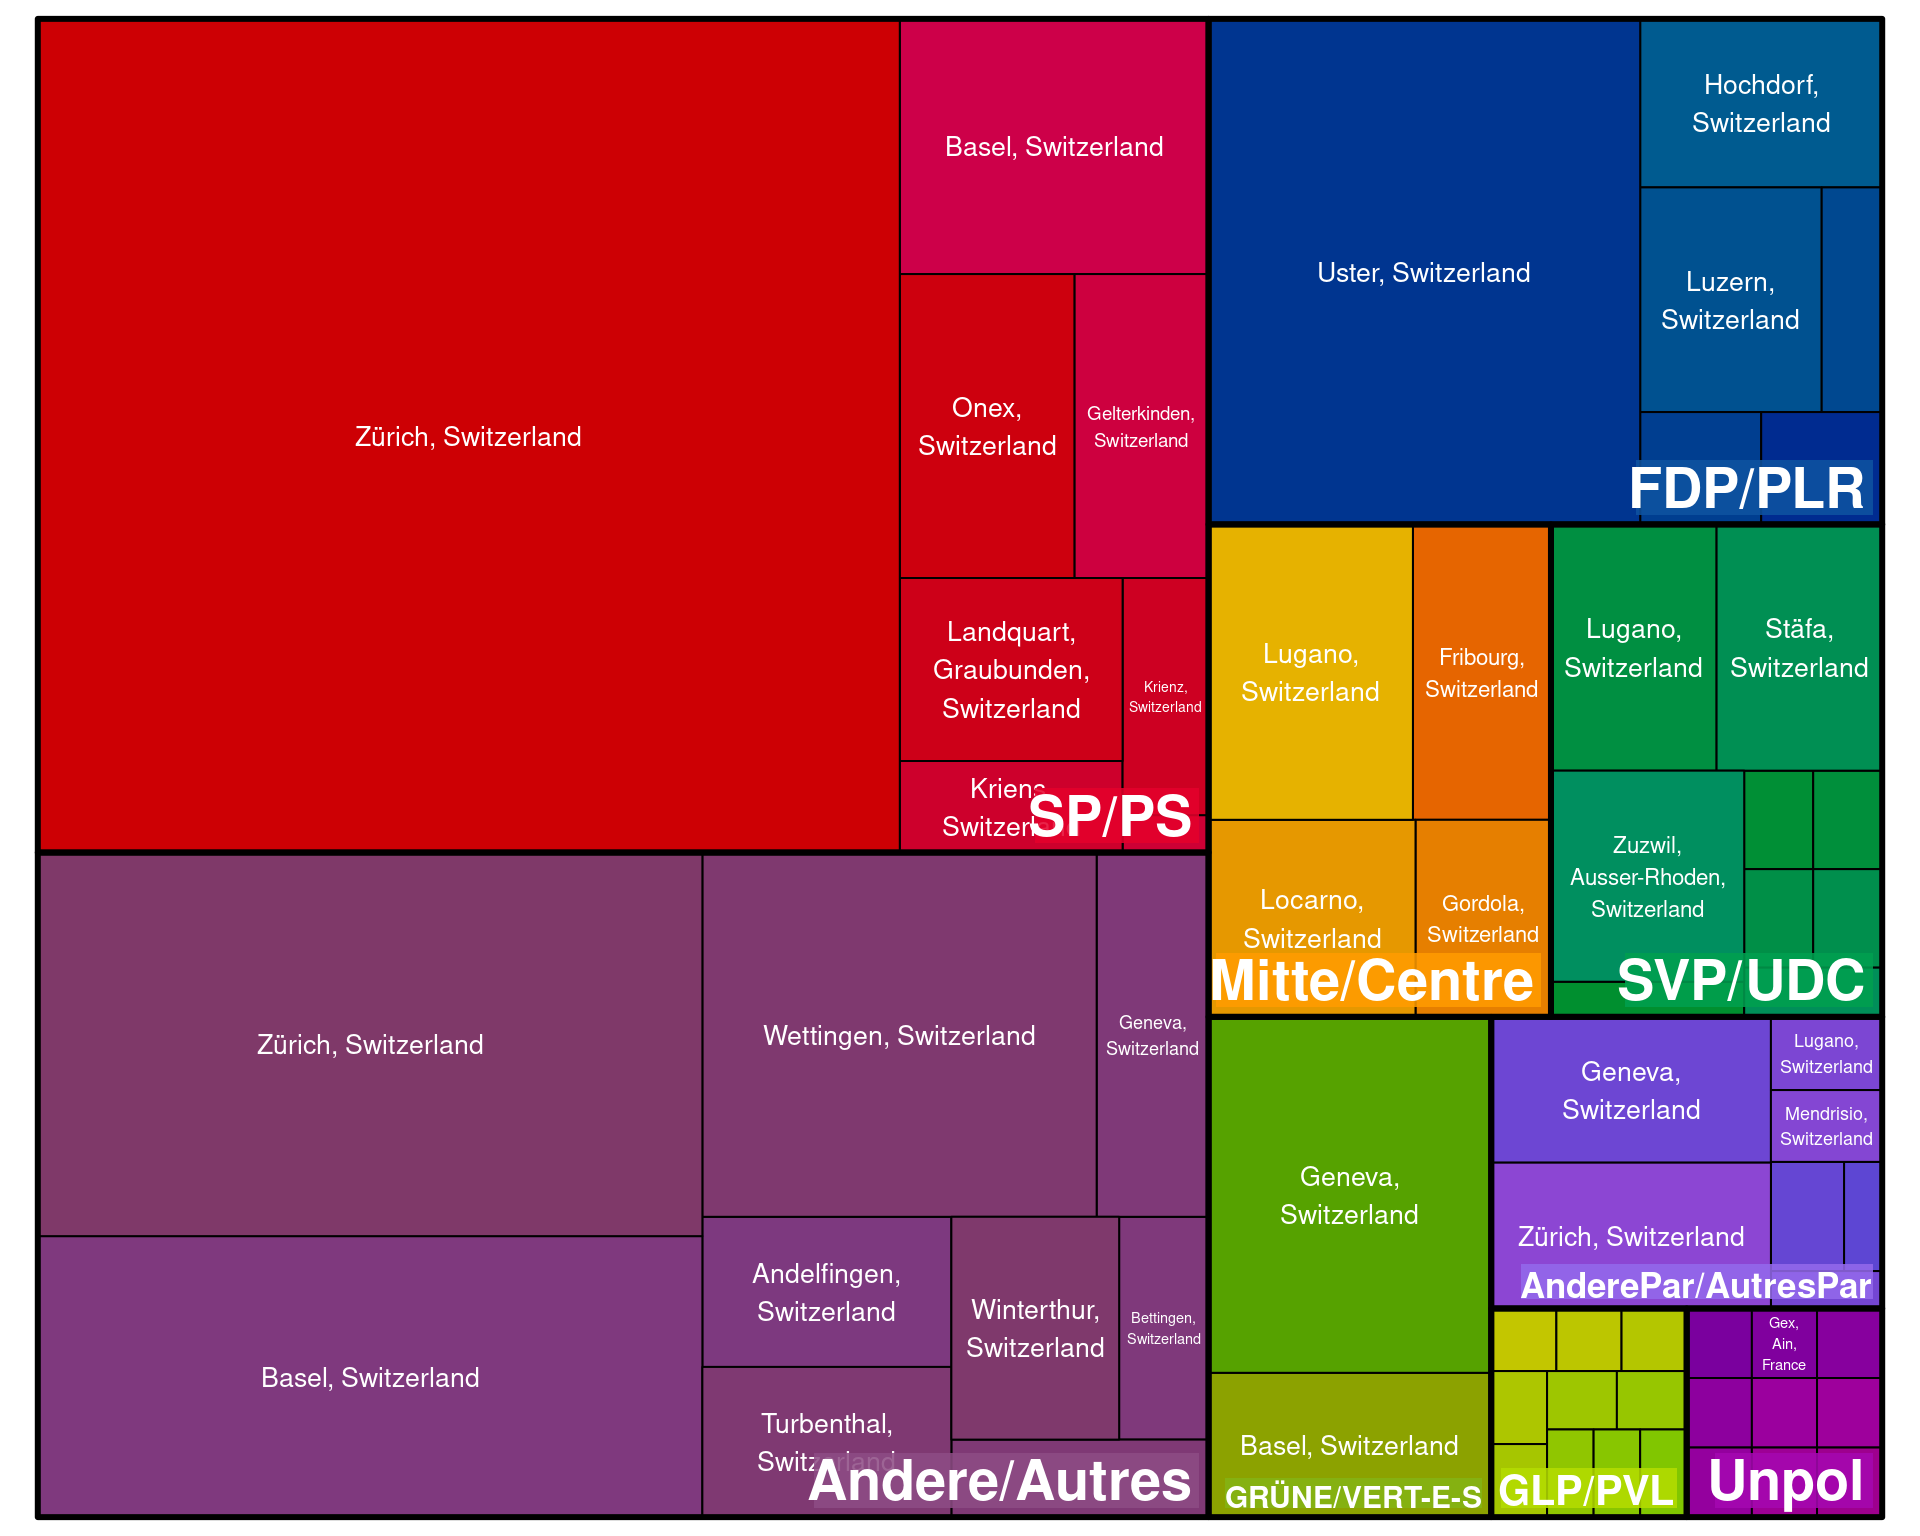 Zürich, Switzerland
Basel, Switzerland
Onex,
Switzerland
Gelterkinden,
Switzerland
Landquart,
Graubunden,
Switzerland
Krienz,
Switzerland
Kriens
Switzerl
SP/PS
Uster, Switzerland
Hochdorf,
Switzerland
Luzern,
Switzerland
FDP/PLR
Lugano,
Switzerland
Fribourg,
Switzerland
Locarno,
Switzerland
Gordola,
Switzerland
Mitte/Centre
Lugano,
Switzerland
Stäfa,
Switzerland
Zuzwil,
Ausser-Rhoden,
Switzerland
SVP/UDC
Zürich, Switzerland
Wettingen, Switzerland
Geneva,
Switzerland
Basel, Switzerland
Andelfingen,
Switzerland
Winterthur,
Switzerland
Bettingen,
Switzerland
Turbenthal,
Switzerland
Andere/Autres
Geneva,
Switzerland
Basel, Switzerland
GRÜNE/VERT-E-S
Geneva,
Switzerland
Lugano,
Switzerland
Mendrisio,
Switzerland
Zürich, Switzerland
AnderePar/AutresPar
GLP/PVL
Gex,
Ain,
France
Unpol